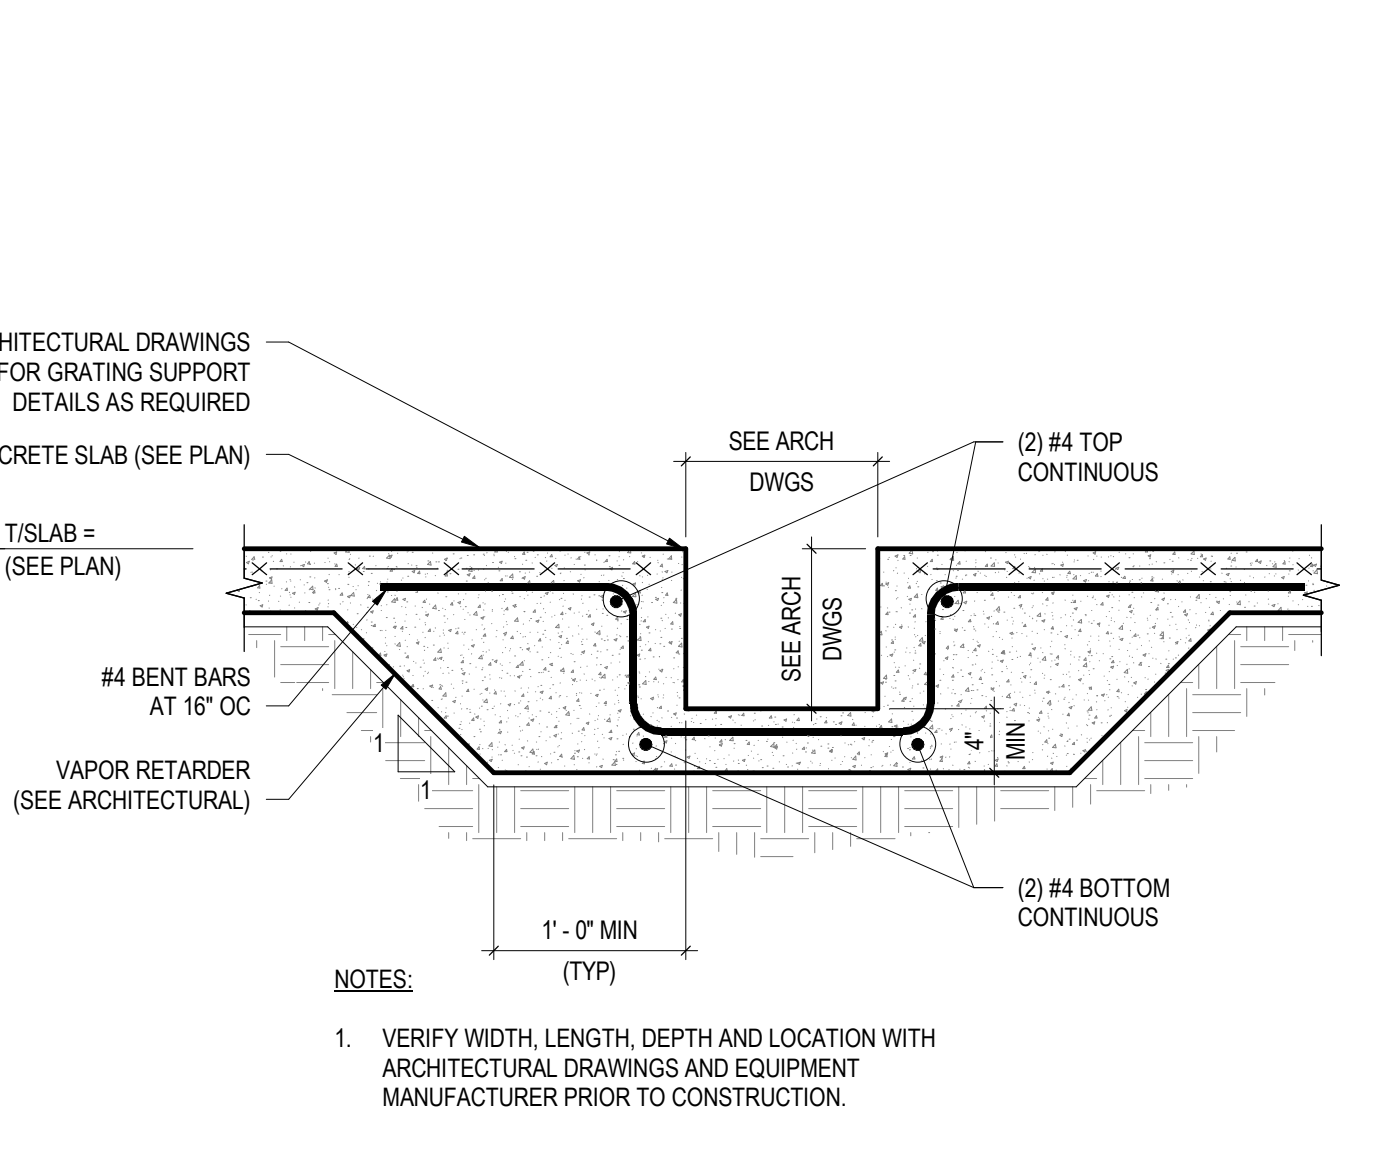 HITECTURAL DRAWINGS
FOR GRATING SUPPORT
DETAILS AS REQUIRED
CRETE SLAB (SEE PLAN)
T/SLAB =
(SEE PLAN)
#4 BENT BARS
AT 16" OC
VAPOR RETARDER
(SEE ARCHITECTURAL)
1
1
SEE ARCH
DWGS
SEE ARCH
DWGS
4"
MIN
(2) #4 TOP
CONTINUOUS
(2) #4 BOTTOM
CONTINUOUS
1' - 0" MIN
(TYP)
NOTES:
1. VERIFY WIDTH, LENGTH, DEPTH AND LOCATION WITH
ARCHITECTURAL DRAWINGS AND EQUIPMENT
MANUFACTURER PRIOR TO CONSTRUCTION.